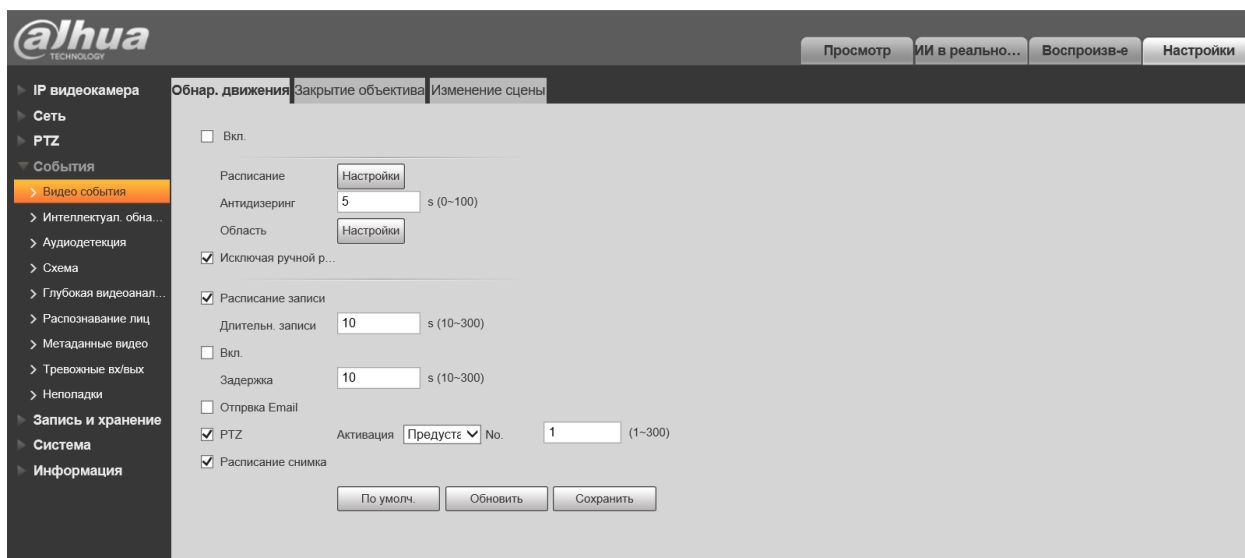 alhua
TECHNOLOGY
Просмотр ИИ в реально... Воспроизв-е Настройки
IP видеокамера
Сеть
PTZ
События
Видео события
Интеллектуал. обна...
Аудиодетекция
Схема
Глубокая видеоанал...
Распознавание лиц
Метаданные видео
Тревожные вх/вых
Неполадки
Запись и хранение
Система
Информация
Обнар. движения Закрытие объектива Изменение сцены
Вкл.
Расписание Настройки
Антидизеринг 5 s (0~100)
Область Настройки
Исключая ручной р...
Расписание записи
Длительн. записи 10 s (10~300)
Вкл.
Задержка 10 s (10~300)
Отпрвка Email
PTZ Активация Предуста No. 1 (1~300)
Расписание снимка
По умолч. Обновить Сохранить